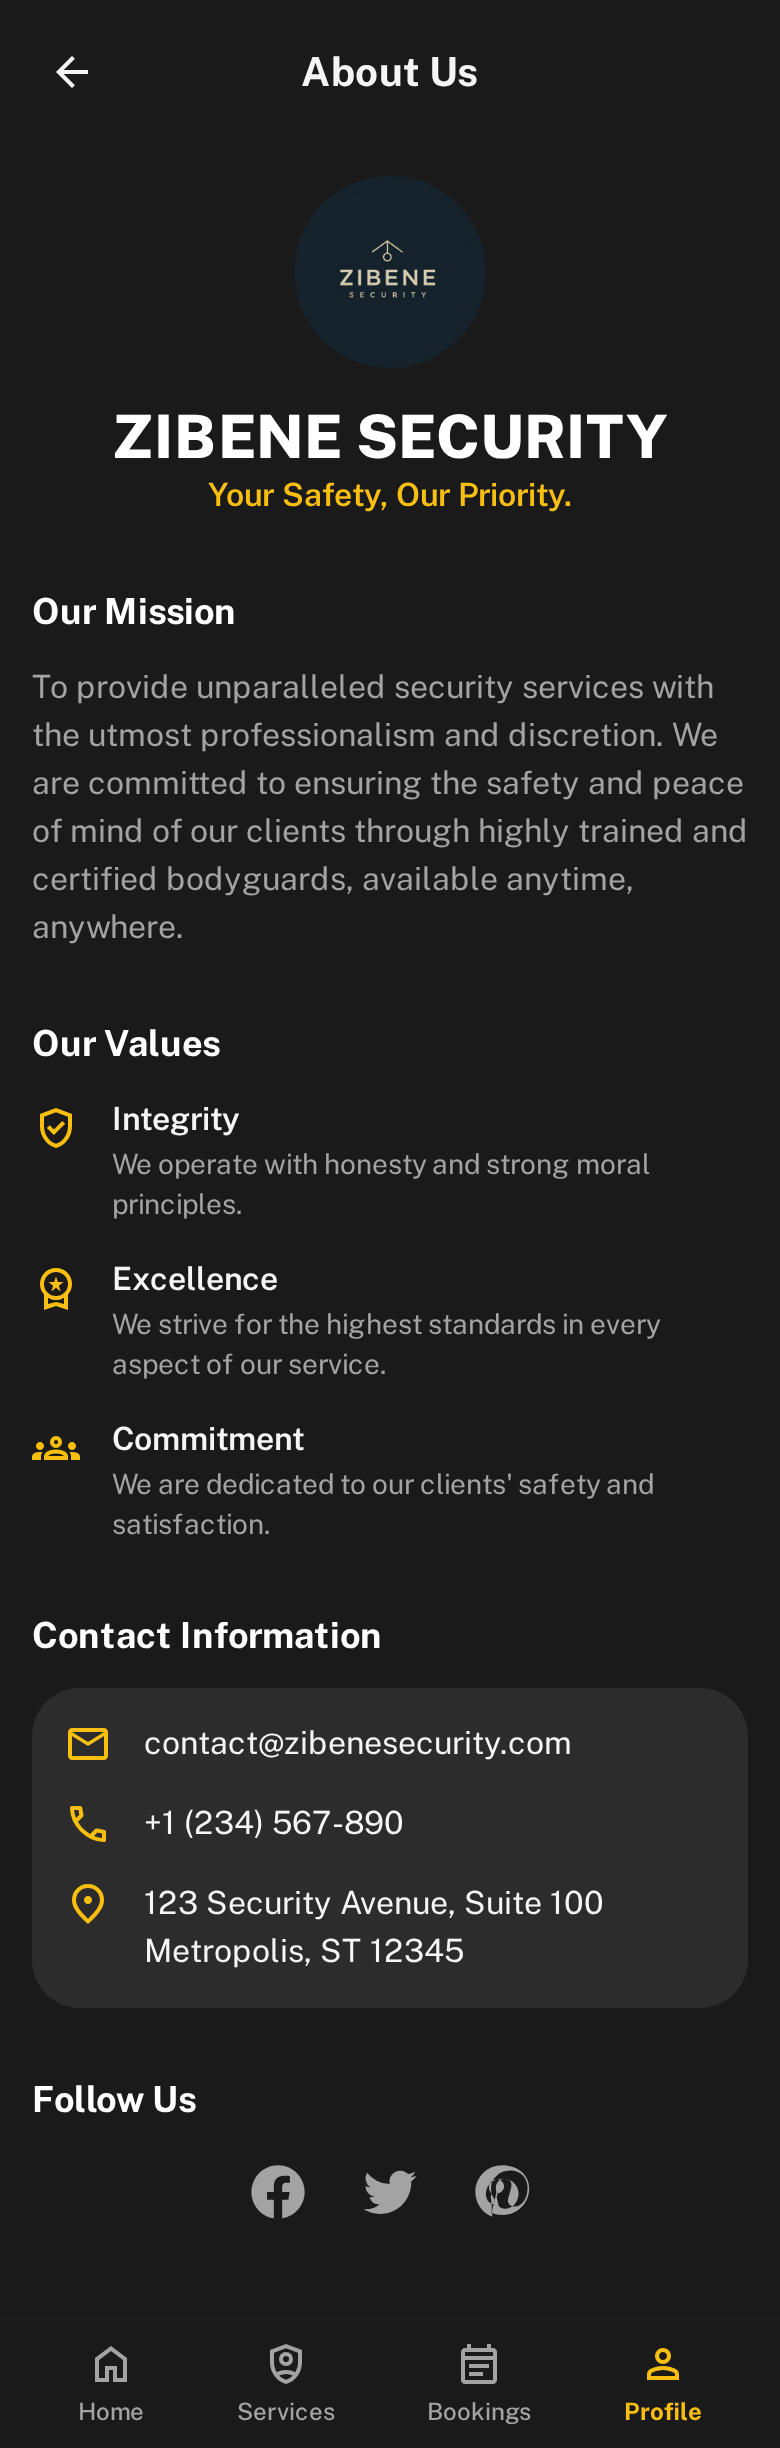 About Us
ZIBENE
SECURITY
ZIBENE SECURITY
Your Safety, Our Priority.
Our Mission
To provide unparalleled security services with
the utmost professionalism and discretion. We
are committed to ensuring the safety and peace
of mind of our clients through highly trained and
certified bodyguards, available anytime,
anywhere.
Our Values
Integrity
We operate with honesty and strong moral
principles.
Excellence
We strive for the highest standards in every
aspect of our service.
Commitment
We are dedicated to our clients' safety and
satisfaction.
Contact Information
contact@zibenesecurity.com
+1 (234) 567-890
123 Security Avenue, Suite 100
Metropolis, ST 12345
Follow Us
Home
Services
Bookings
Profile